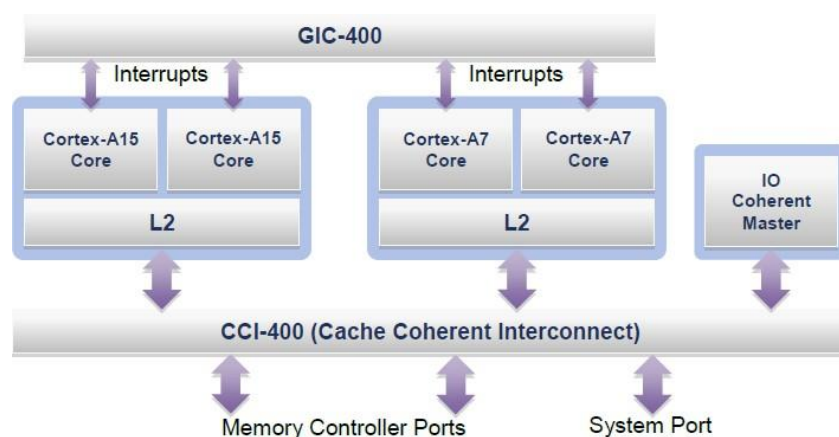 GIC-400
Interrupts
Interrupts
Cortex-A15
Core
Cortex-A15
Core
Cortex-A7
Core
Cortex-A7
Core
IO
Coherent
Master
L2
L2
CCI-400 (Cache Coherent Interconnect)
Memory Controller Ports
System Port